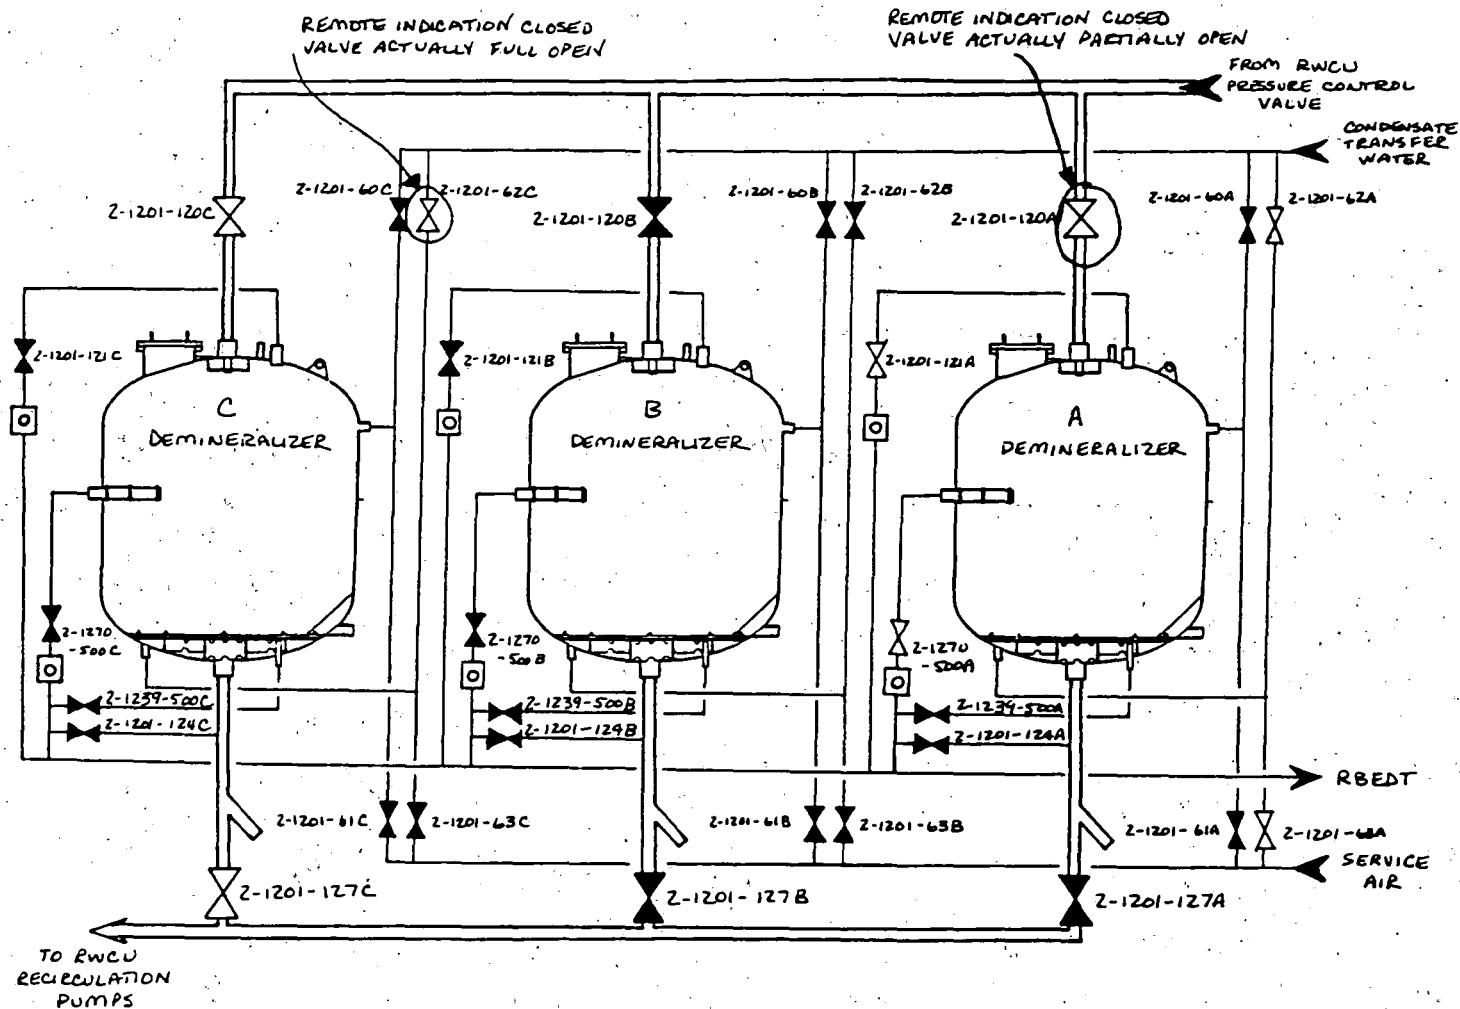 REMOTE INDICATION CLOSED
VALVE ACTUALLY FULL OPEN
REMOTE INDICATION CLOSED
VALVE ACTUALLY PARTIALLY OPEN
FROM RWCU
PRESSURE CONTROL
VALVE
CONDENSATE
TRANSFER
WATER
2-1201-120C
2-1201-60C
2-1201-62C
2-1201-120B
2-1201-60B
2-1201-62B
2-1201-120A
2-1201-60A
2-1201-62A
2-1201-121C
2-1201-121B
2-1201-121A
C
DEMINERALIZER
B
DEMINERALIZER
A
DEMINERALIZER
2-1270
-500C
2-1270
-500B
2-1270
-500A
2-1239-500C
2-1201-124C
2-1239-500B
2-1201-124B
2-1239-500A
2-1201-124A
RBEDT
2-1201-61C
2-1201-63C
2-1201-61B
2-1201-63B
2-1201-61A
2-1201-63A
SERVICE
AIR
2-1201-127C
2-1201-127B
2-1201-127A
TO RWCU
RECIRCULATION
PUMPS